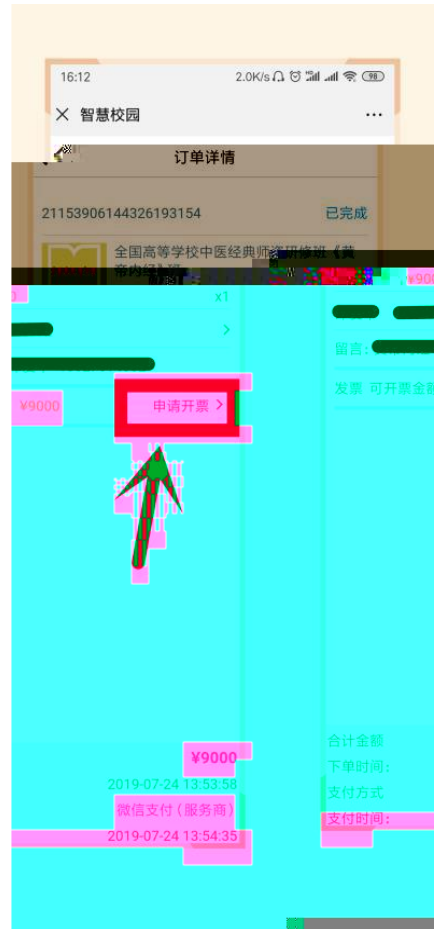 16:12 2.0K/s 98
智慧校园
订单详情
21153906144326193154 已完成
全国高等学校中医经典师资研修班《黄
x1
留言:
¥9000 申请开票
发票 可开票金额
¥9000
合计金额
2019-07-24 13:53:58
下单时间:
微信支付(服务商)
支付方式
2019-07-24 13:54:35
支付时间: